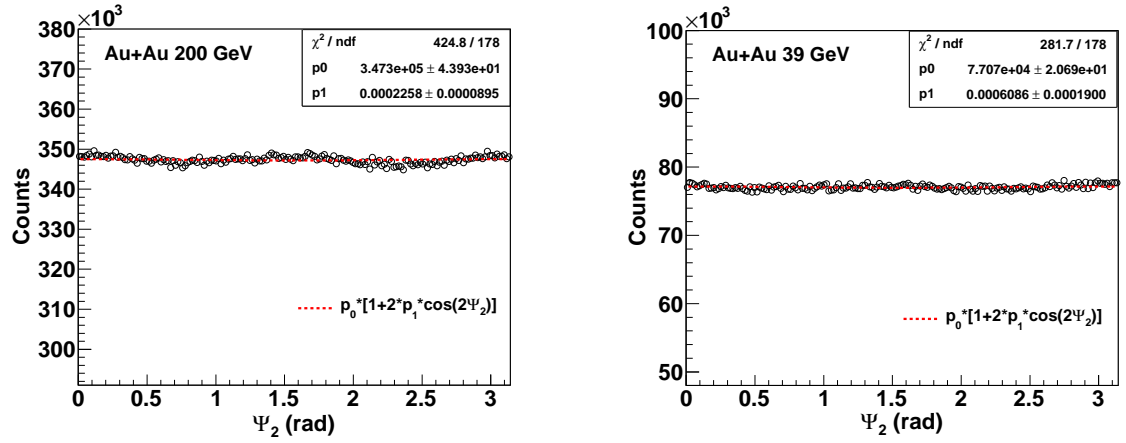 ×10³
380
370
360
350
340
330
320
310
300
Counts
Au+Au 200 GeV
χ² / ndf 424.8 / 178
p0 3.473e+05 ± 4.393e+01
p1 0.0002258 ± 0.0000895
p₀*[1+2*p₁*cos(2Ψ₂)]
0 0.5 1 1.5 2 2.5 3
Ψ₂ (rad)
×10³
100
90
80
70
60
50
Counts
Au+Au 39 GeV
χ² / ndf 281.7 / 178
p0 7.707e+04 ± 2.069e+01
p1 0.0006086 ± 0.0001900
p₀*[1+2*p₁*cos(2Ψ₂)]
0 0.5 1 1.5 2 2.5 3
Ψ₂ (rad)